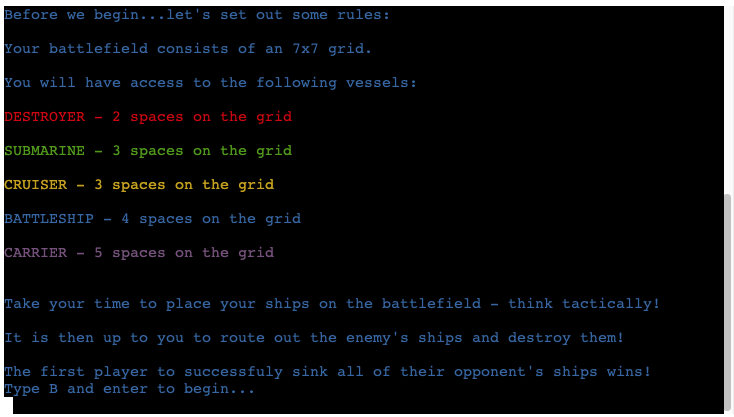 Before we begin...let's set out some rules:
Your battlefield consists of an 7x7 grid.
You will have access to the following vessels:
DESTROYER - 2 spaces on the grid
SUBMARINE - 3 spaces on the grid
CRUISER - 3 spaces on the grid
BATTLESHIP - 4 spaces on the grid
CARRIER - 5 spaces on the grid
Take your time to place your ships on the battlefield - think tactically!
It is then up to you to route out the enemy's ships and destroy them!
The first player to successfuly sink all of their opponent's ships wins!
Type B and enter to begin...